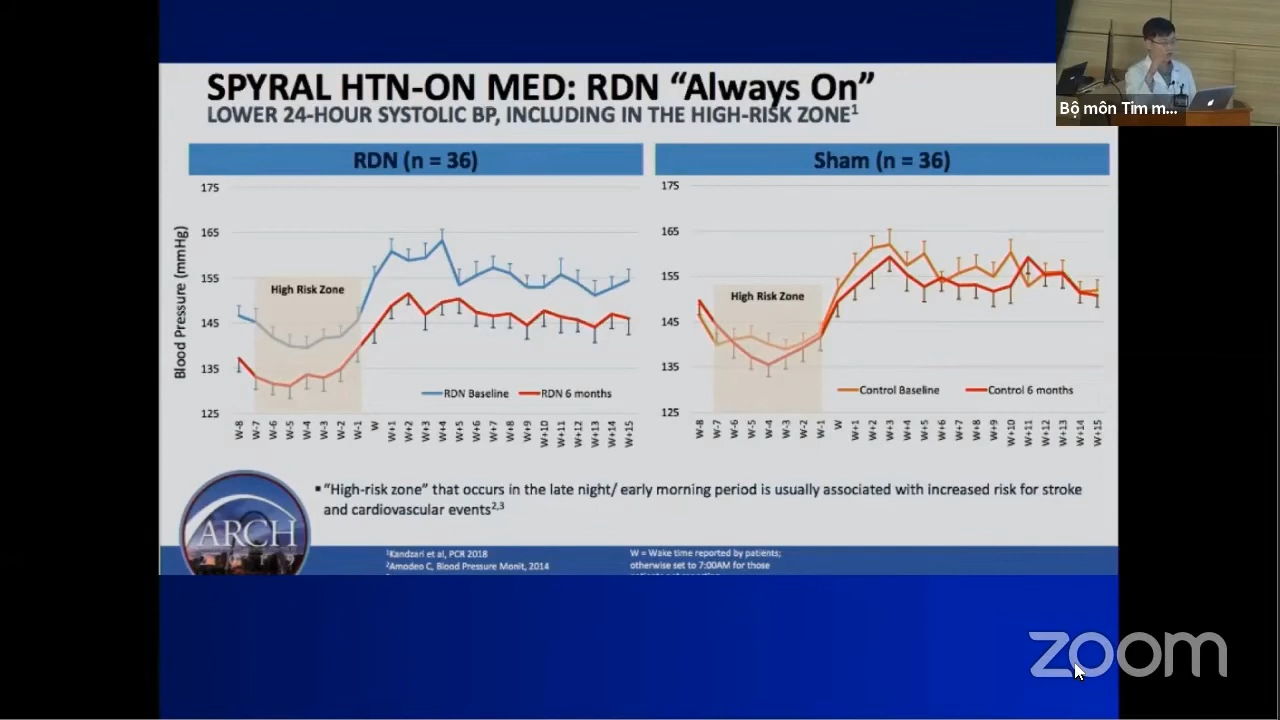 SPYRAL HTN-ON MED: RDN “Always On”
LOWER 24-HOUR SYSTOLIC BP, INCLUDING IN THE HIGH-RISK ZONE1
Bộ môn Tim m...
RDN (n = 36)
Blood Pressure (mmHg)
175
165
155
145
135
125
High Risk Zone
RDN Baseline
RDN 6 months
W-8 W-7 W-6 W-5 W-4 W-3 W-2 W-1 W W+1 W+2 W+3 W+4 W+5 W+6 W+7 W+8 W+9 W+10 W+11 W+12 W+13 W+14 W+15
Sham (n = 36)
175
165
155
145
135
125
High Risk Zone
Control Baseline
Control 6 months
W-8 W-7 W-6 W-5 W-4 W-3 W-2 W-1 W W+1 W+2 W+3 W+4 W+5 W+6 W+7 W+8 W+9 W+10 W+11 W+12 W+13 W+14 W+15
▪ “High-risk zone” that occurs in the late night/ early morning period is usually associated with increased risk for stroke
and cardiovascular events2,3
ARCH
1Kandzari et al, PCR 2018
2Amodeo C, Blood Pressure Monit, 2014
W = Wake time reported by patients;
otherwise set to 7:00AM for those
zoom